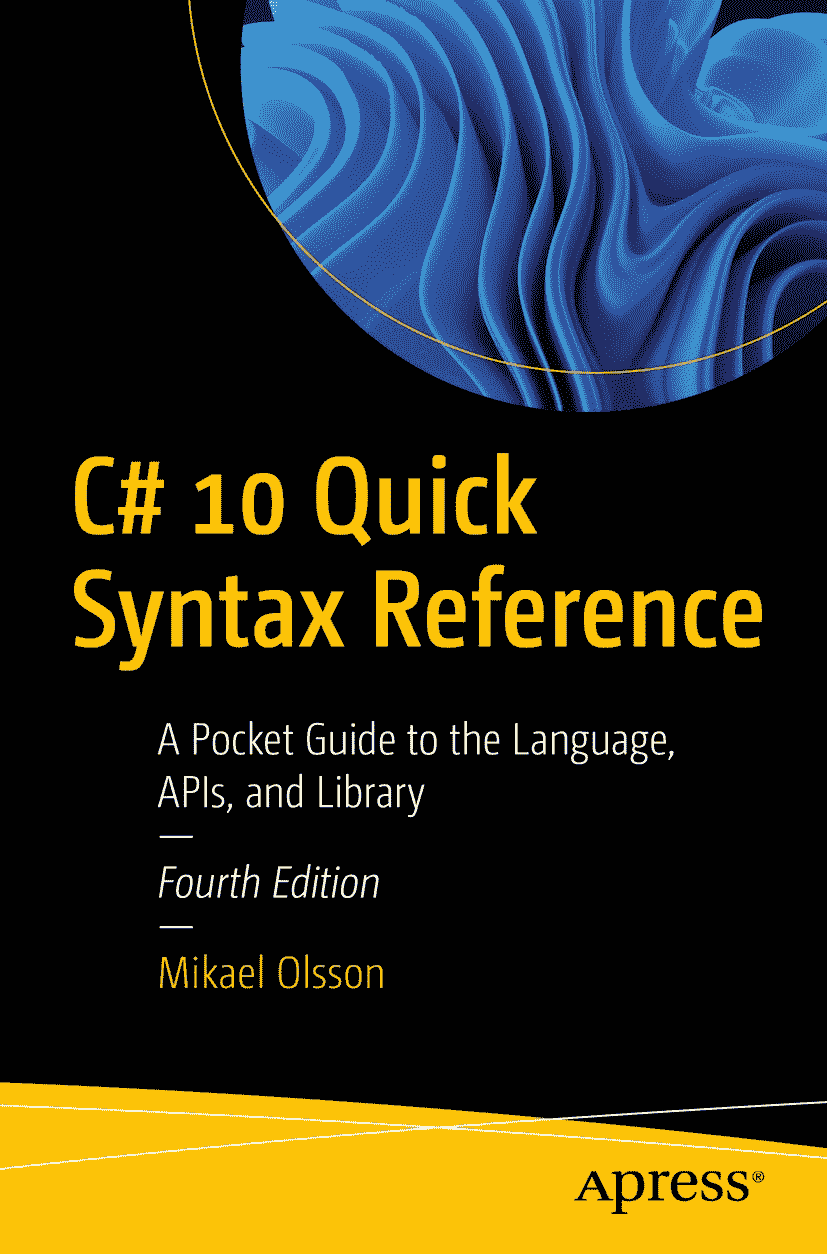 C# 10 Quick
Syntax Reference
A Pocket Guide to the Language,
APIs, and Library
—
Fourth Edition
—
Mikael Olsson
Apress®